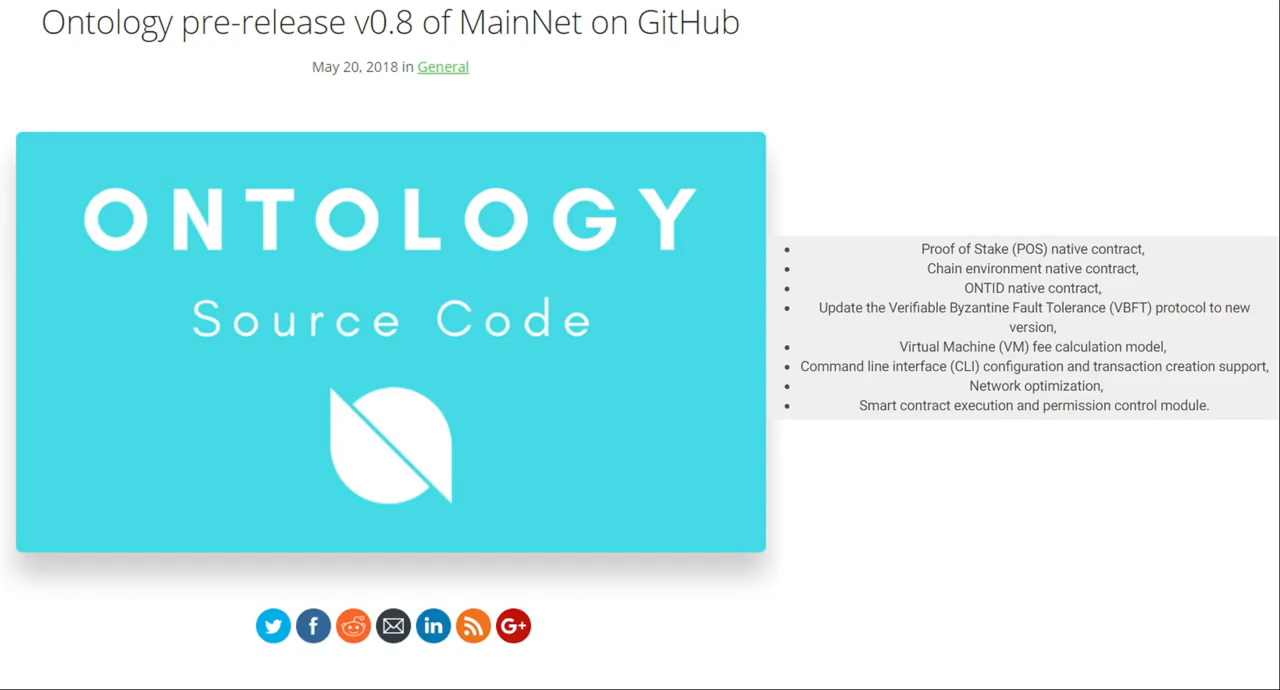 Ontology pre-release v0.8 of MainNet on GitHub
May 20, 2018 in General
ONTOLOGY
Source Code
Proof of Stake (POS) native contract,
Chain environment native contract,
ONTID native contract,
Update the Verifiable Byzantine Fault Tolerance (VBFT) protocol to new
version,
Virtual Machine (VM) fee calculation model,
Command line interface (CLI) configuration and transaction creation support,
Network optimization,
Smart contract execution and permission control module.
f
in
G+